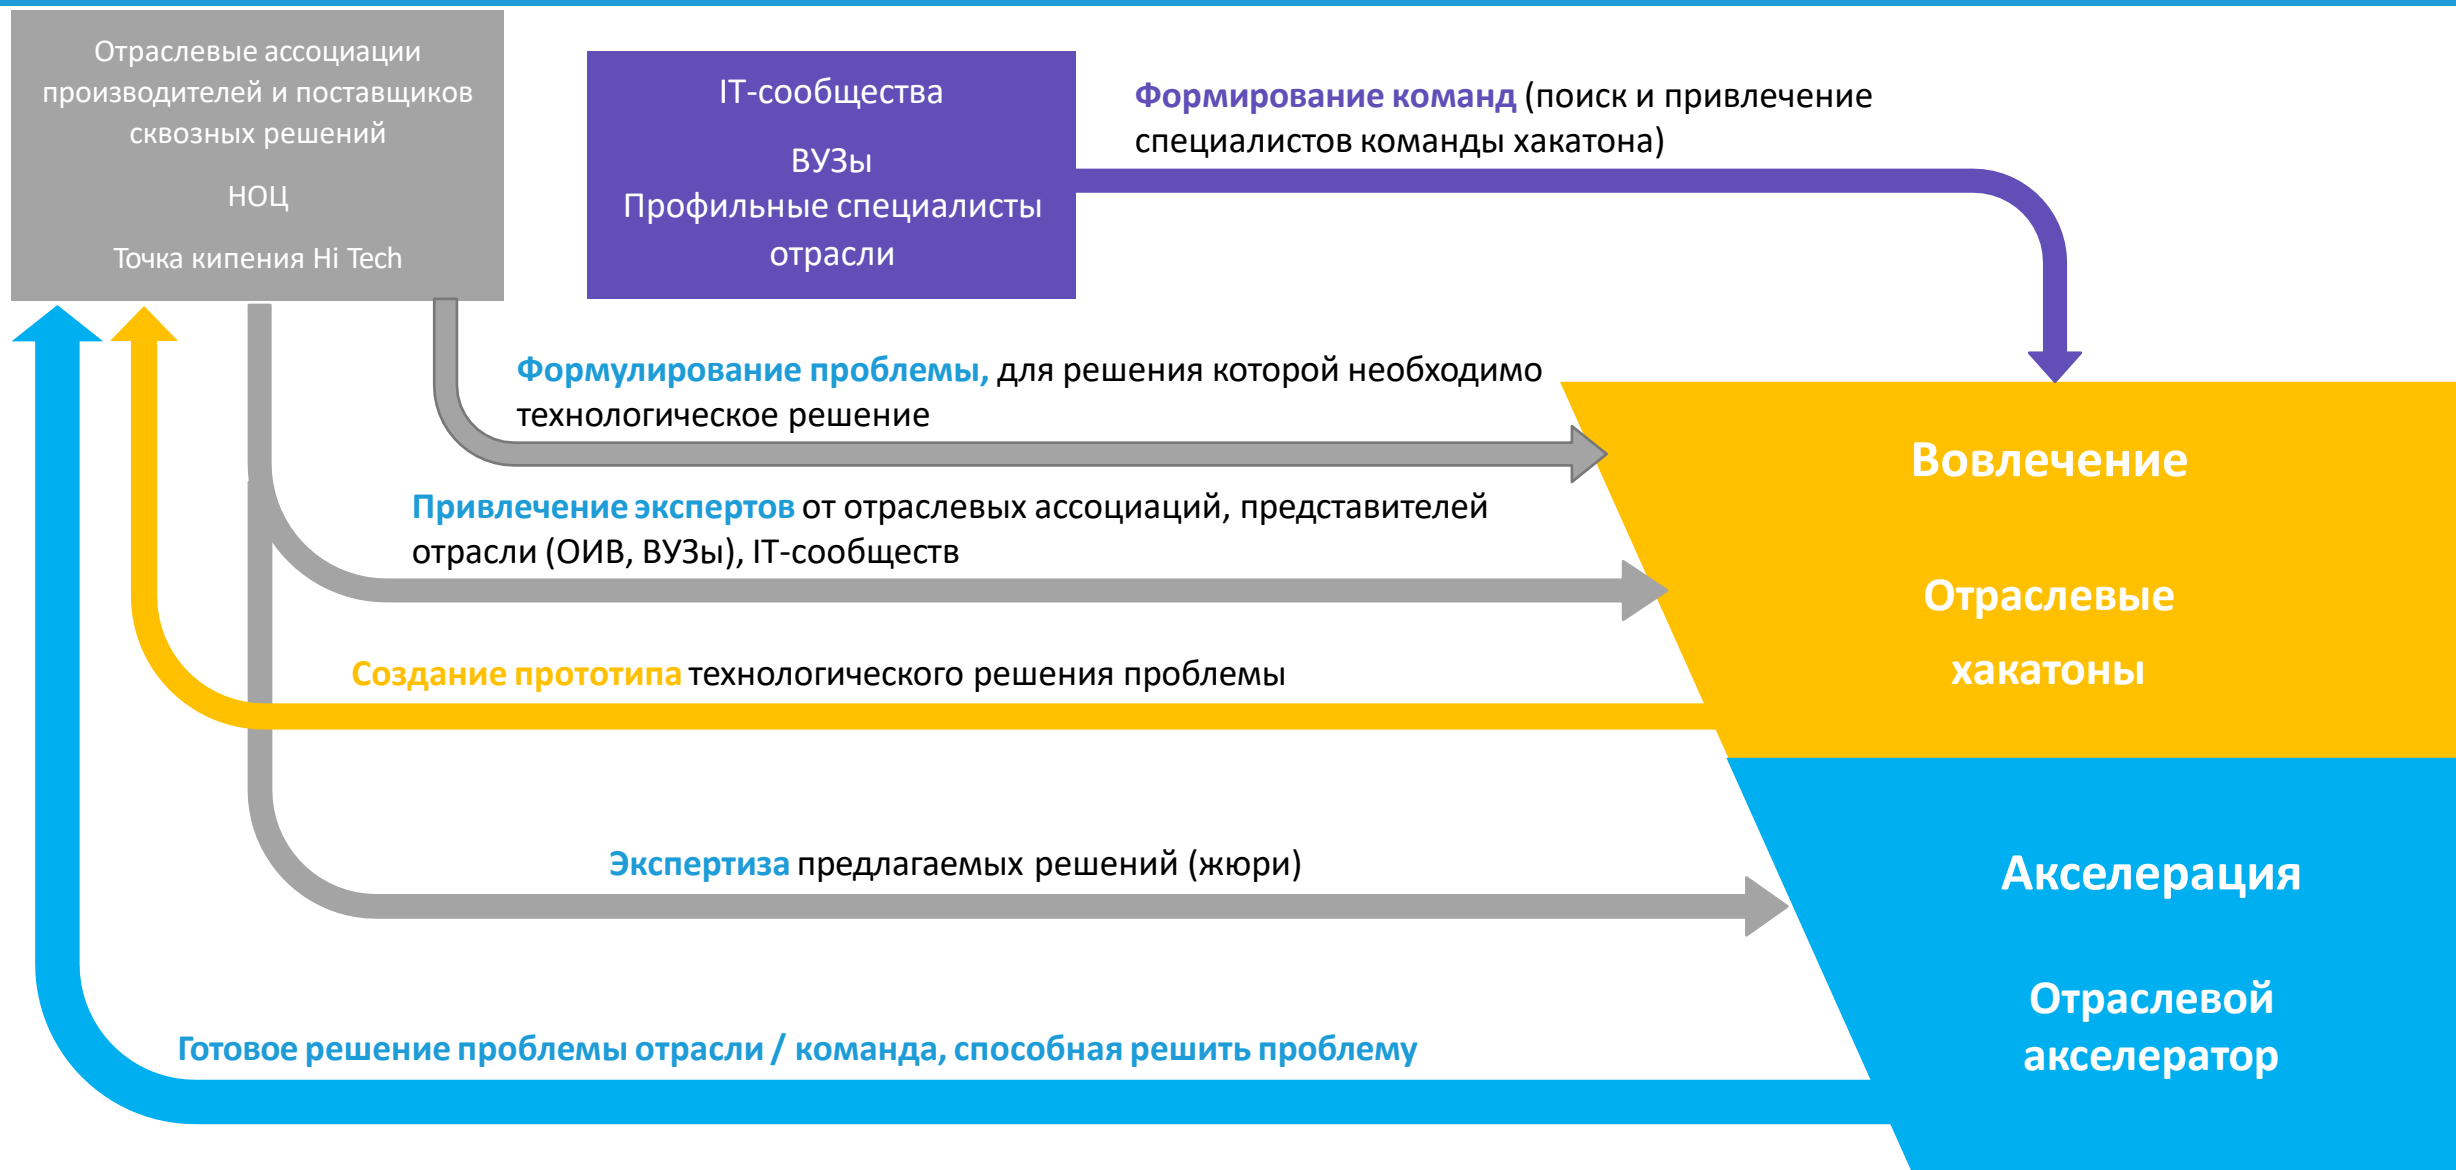 Отраслевые ассоциации
производителей и поставщиков
сквозных решений
НОЦ
Точка кипения Hi Tech
IT-сообщества
ВУЗы
Профильные специалисты
отрасли
Формирование команд (поиск и привлечение
специалистов команды хакатона)
Формулирование проблемы, для решения которой необходимо
технологическое решение
Привлечение экспертов от отраслевых ассоциаций, представителей
отрасли (ОИВ, ВУЗы), IT-сообществ
Создание прототипа технологического решения проблемы
Экспертиза предлагаемых решений (жюри)
Готовое решение проблемы отрасли / команда, способная решить проблему
Вовлечение
Отраслевые
хакатоны
Акселерация
Отраслевой
акселератор